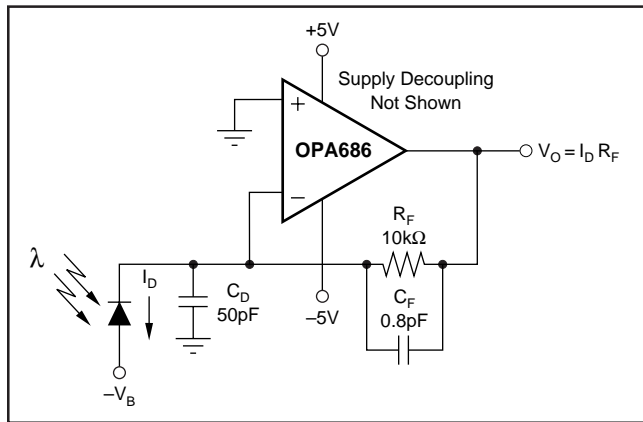 +5V
Supply Decoupling
Not Shown
+
OPA686
−
V_O = I_D R_F
R_F
10kΩ
λ
I_D
C_D
50pF
−5V
C_F
0.8pF
−V_B